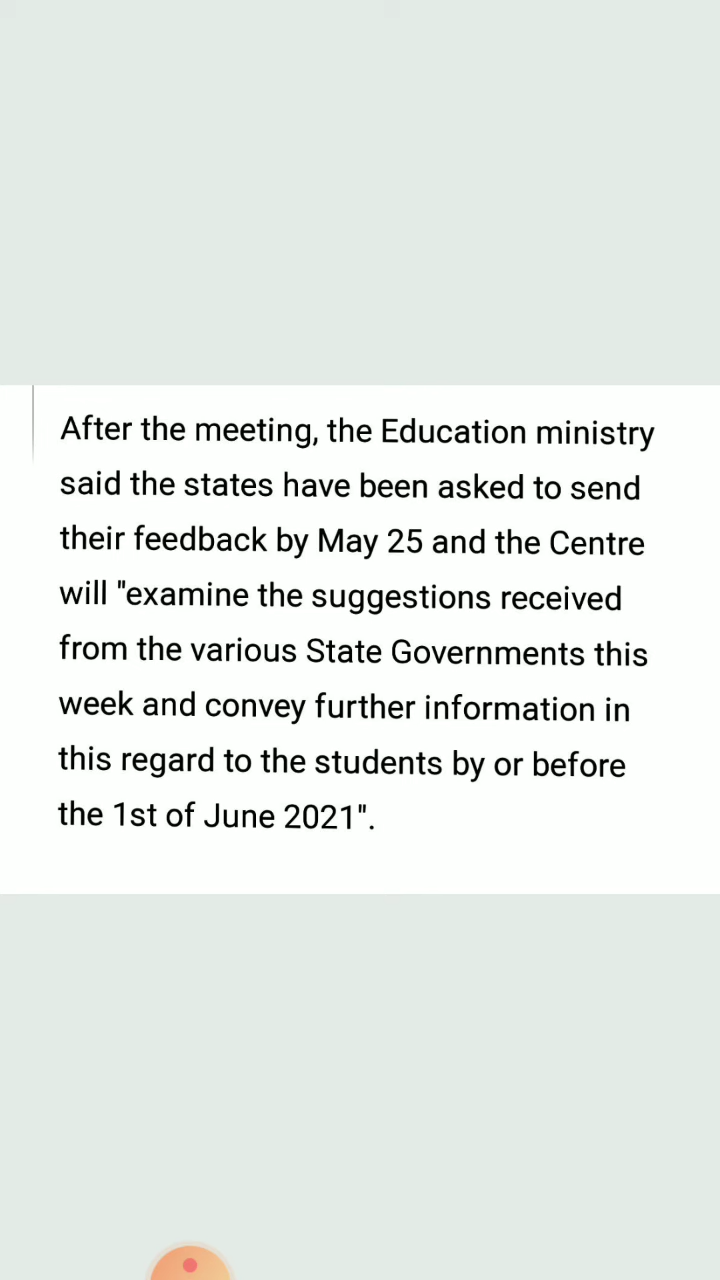 After the meeting, the Education ministry
said the states have been asked to send
their feedback by May 25 and the Centre
will "examine the suggestions received
from the various State Governments this
week and convey further information in
this regard to the students by or before
the 1st of June 2021".